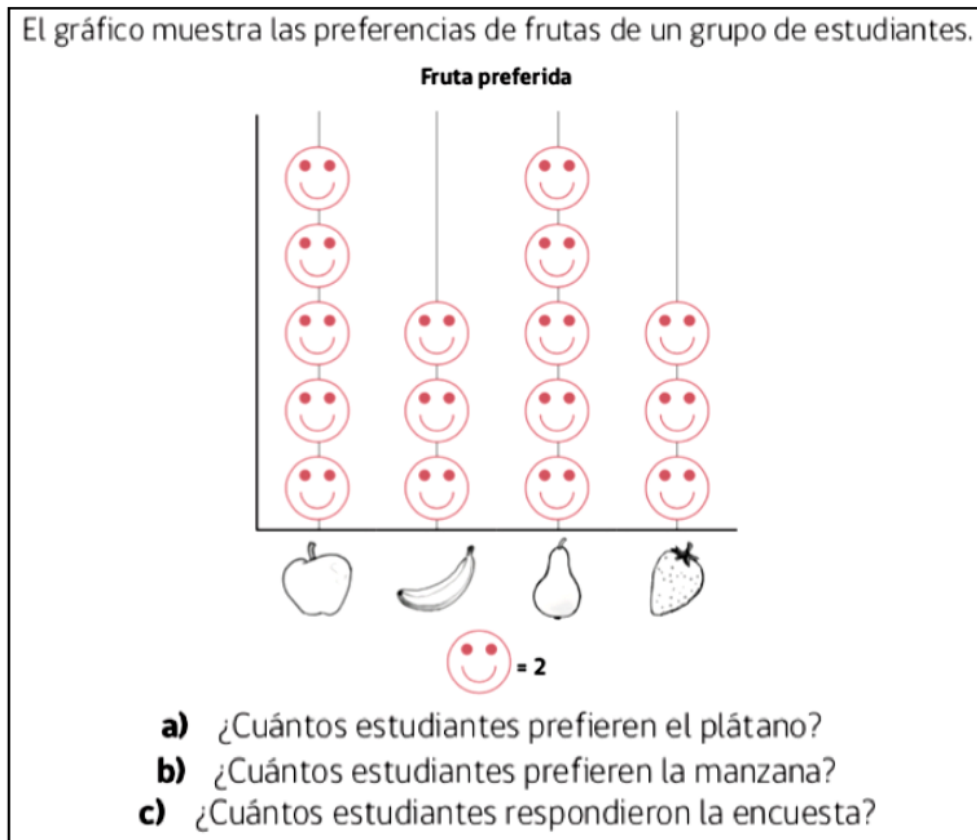 El gráfico muestra las preferencias de frutas de un grupo de estudiantes.
Fruta preferida
= 2
a) ¿Cuántos estudiantes prefieren el plátano?
b) ¿Cuántos estudiantes prefieren la manzana?
c) ¿Cuántos estudiantes respondieron la encuesta?